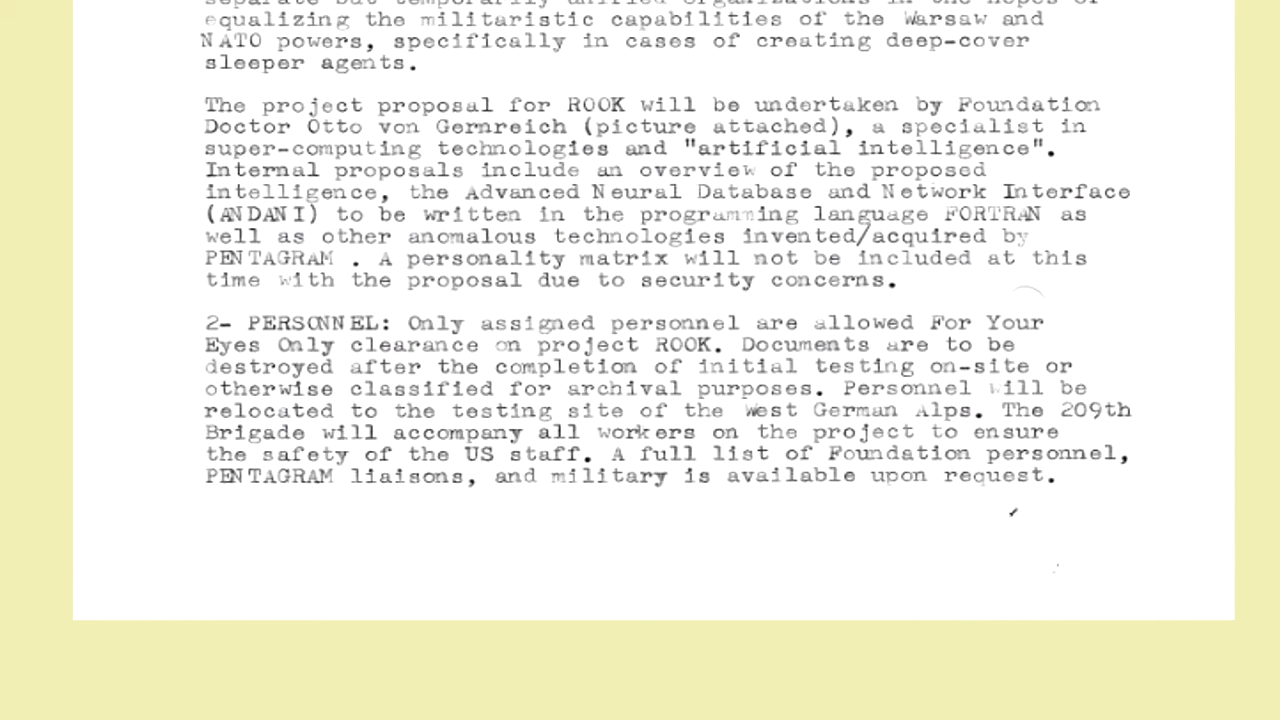 separate but temporarily unified organizations in the hopes of
equalizing the militaristic capabilities of the Warsaw and
NATO powers, specifically in cases of creating deep-cover
sleeper agents.
The project proposal for ROOK will be undertaken by Foundation
Doctor Otto von Gernreich (picture attached), a specialist in
super-computing technologies and "artificial intelligence".
Internal proposals include an overview of the proposed
intelligence, the Advanced Neural Database and Network Interface
(ANDANI) to be written in the programming language FORTRAN as
well as other anomalous technologies invented/acquired by
PENTAGRAM . A personality matrix will not be included at this
time with the proposal due to security concerns.
2- PERSONNEL: Only assigned personnel are allowed For Your
Eyes Only clearance on project ROOK. Documents are to be
destroyed after the completion of initial testing on-site or
otherwise classified for archival purposes. Personnel will be
relocated to the testing site of the West German Alps. The 209th
Brigade will accompany all workers on the project to ensure
the safety of the US staff. A full list of Foundation personnel,
PENTAGRAM liaisons, and military is available upon request.